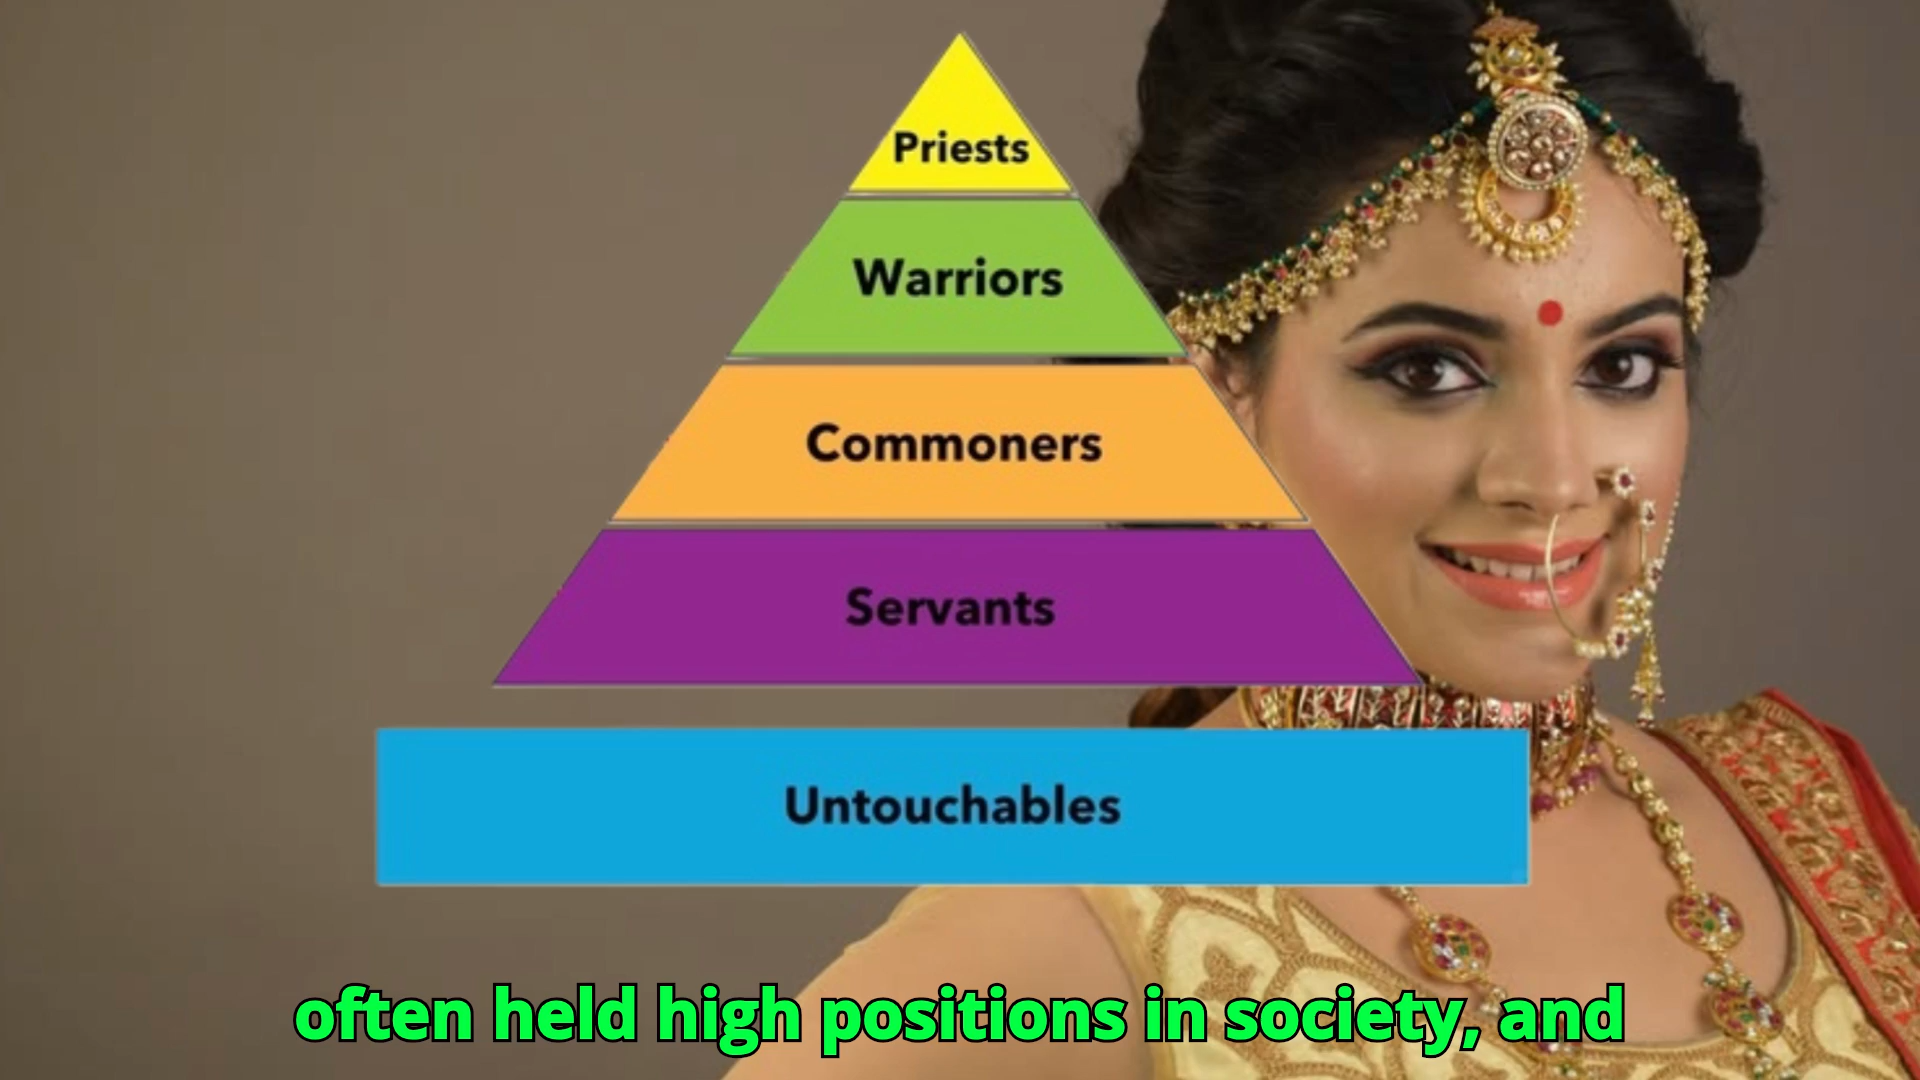 Priests
Warriors
Commoners
Servants
Untouchables
often held high positions in society, and